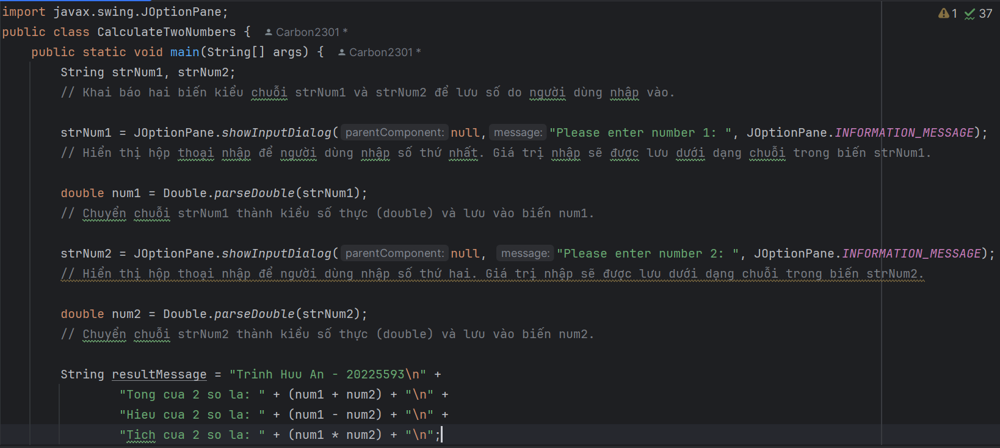 import javax.swing.JOptionPane;
1 37
public class CalculateTwoNumbers { Carbon2301 *
public static void main(String[] args) { Carbon2301 *
String strNum1, strNum2;
// Khai báo hai biến kiểu chuỗi strNum1 và strNum2 để lưu số do người dùng nhập vào.
strNum1 = JOptionPane.showInputDialog( parentComponent: null, message: "Please enter number 1: ", JOptionPane.INFORMATION_MESSAGE);
// Hiển thị hộp thoại nhập để người dùng nhập số thứ nhất. Giá trị nhập sẽ được lưu dưới dạng chuỗi trong biến strNum1.
double num1 = Double.parseDouble(strNum1);
// Chuyển chuỗi strNum1 thành kiểu số thực (double) và lưu vào biến num1.
strNum2 = JOptionPane.showInputDialog( parentComponent: null, message: "Please enter number 2: ", JOptionPane.INFORMATION_MESSAGE);
// Hiển thị hộp thoại nhập để người dùng nhập số thứ hai. Giá trị nhập sẽ được lưu dưới dạng chuỗi trong biến strNum2.
double num2 = Double.parseDouble(strNum2);
// Chuyển chuỗi strNum2 thành kiểu số thực (double) và lưu vào biến num2.
String resultMessage = "Trinh Huu An - 20225593\n" +
"Tong cua 2 so la: " + (num1 + num2) + "\n" +
"Hieu cua 2 so la: " + (num1 - num2) + "\n" +
"Tich cua 2 so la: " + (num1 * num2) + "\n";